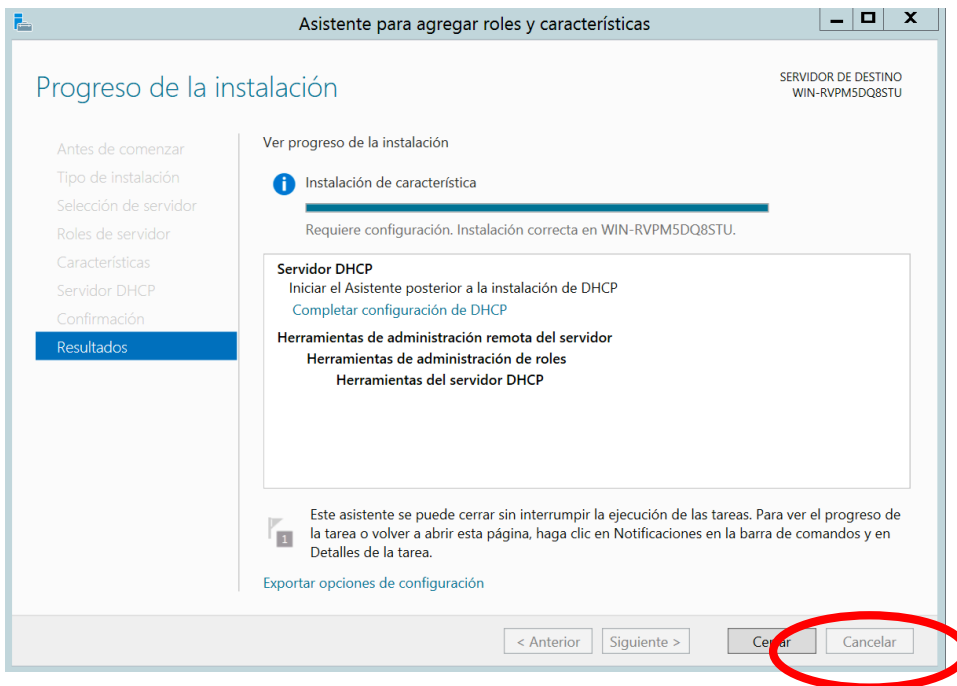 Asistente para agregar roles y características
Progreso de la instalación
SERVIDOR DE DESTINO
WIN-RVPM5DQ8STU
Antes de comenzar
Tipo de instalación
Selección de servidor
Roles de servidor
Características
Servidor DHCP
Confirmación
Resultados
Ver progreso de la instalación
Instalación de característica
Requiere configuración. Instalación correcta en WIN-RVPM5DQ8STU.
Servidor DHCP
Iniciar el Asistente posterior a la instalación de DHCP
Completar configuración de DHCP
Herramientas de administración remota del servidor
Herramientas de administración de roles
Herramientas del servidor DHCP
1
Este asistente se puede cerrar sin interrumpir la ejecución de las tareas. Para ver el progreso de
la tarea o volver a abrir esta página, haga clic en Notificaciones en la barra de comandos y en
Detalles de la tarea.
Exportar opciones de configuración
< Anterior
Siguiente >
Cerrar
Cancelar